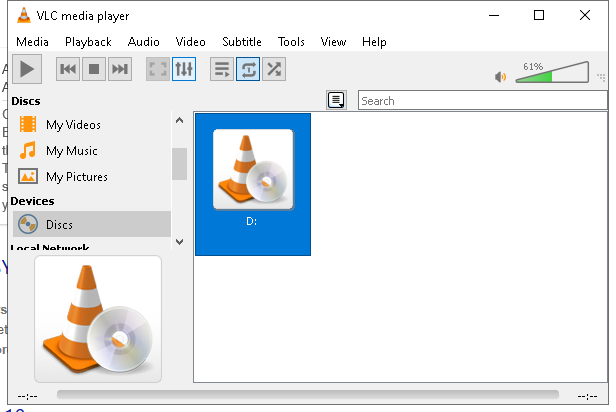 VLC media player
Media Playback Audio Video Subtitle Tools View Help
61%
Discs
Search
My Videos
My Music
My Pictures
Devices
Discs
Local Network
D:
--:-- --:--